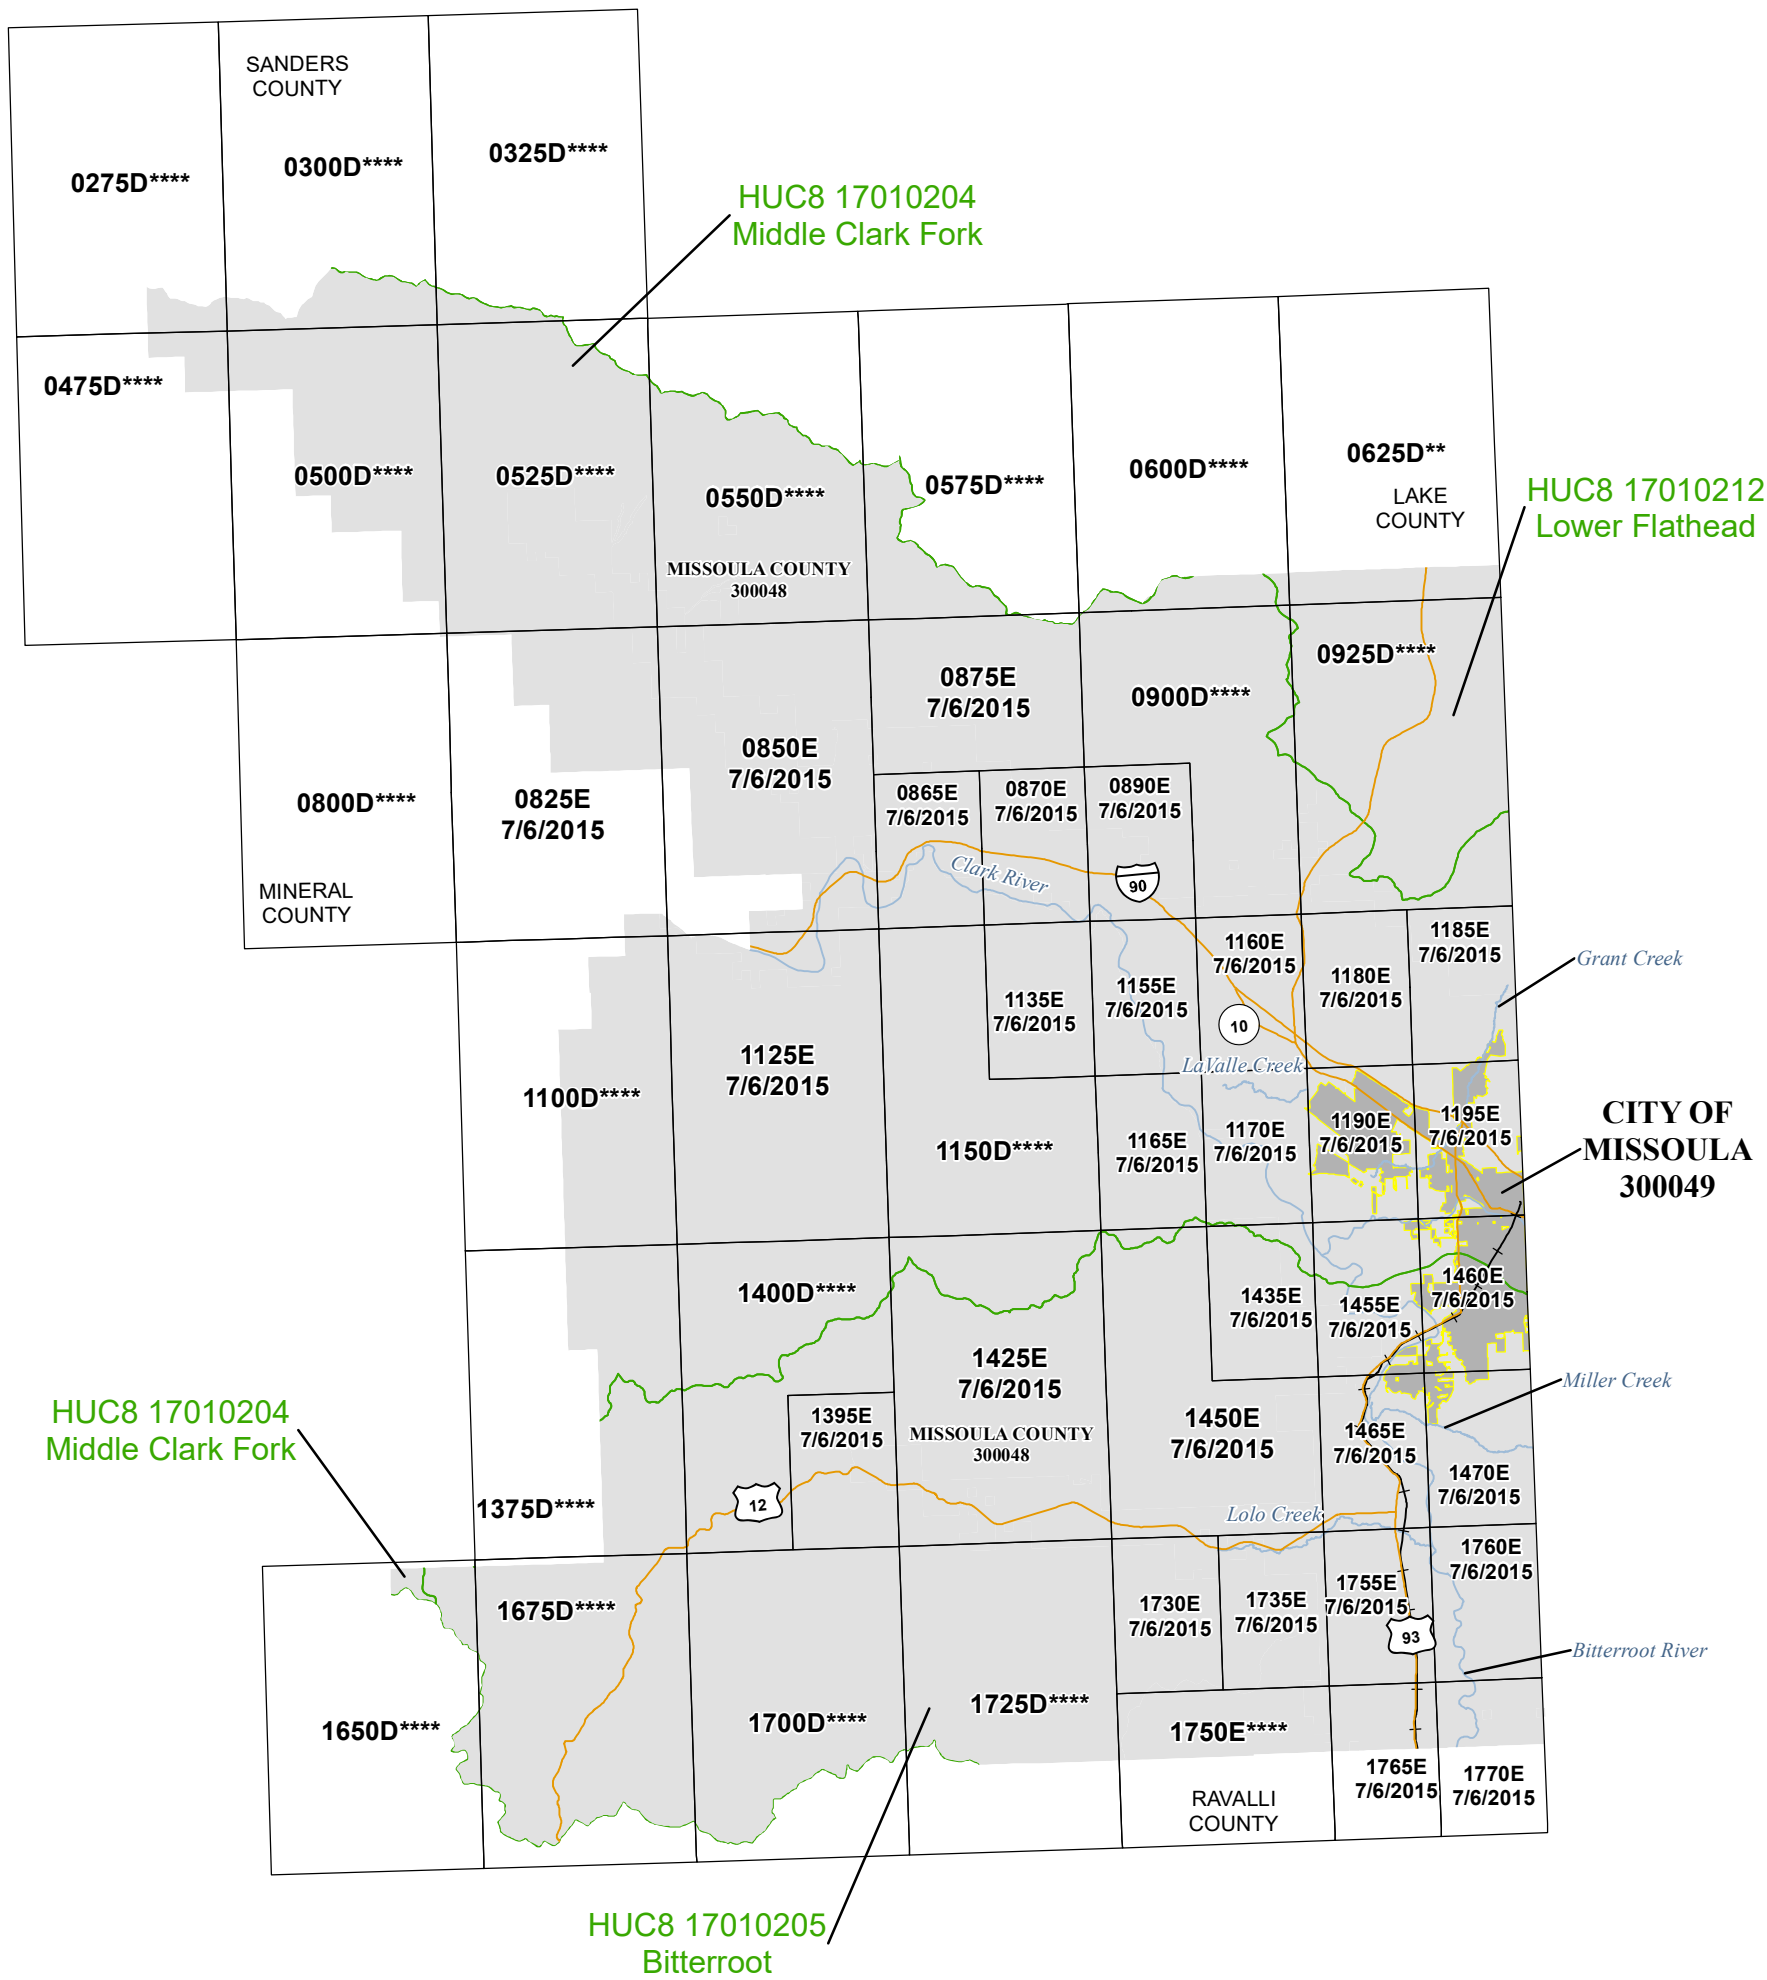 SANDERS
COUNTY
0275D****
0300D****
0325D****
HUC8 17010204
Middle Clark Fork
0475D****
0500D****
0525D****
0550D****
0575D****
0600D****
0625D**
LAKE
COUNTY
HUC8 17010212
Lower Flathead
MISSOULA COUNTY
300048
0800D****
0825E
7/6/2015
0850E
7/6/2015
0875E
7/6/2015
0900D****
0925D****
0865E
7/6/2015
0870E
7/6/2015
0890E
7/6/2015
Clark River
90
MINERAL
COUNTY
1100D****
1125E
7/6/2015
1135E
7/6/2015
1155E
7/6/2015
1160E
7/6/2015
1180E
7/6/2015
1185E
7/6/2015
Grant Creek
10
LaValle Creek
1150D****
1165E
7/6/2015
1170E
7/6/2015
1190E
7/6/2015
1195E
7/6/2015
CITY OF
MISSOULA
300049
1400D****
1425E
7/6/2015
1435E
7/6/2015
1455E
7/6/2015
1460E
7/6/2015
Miller Creek
HUC8 17010204
Middle Clark Fork
1375D****
1395E
7/6/2015
MISSOULA COUNTY
300048
1450E
7/6/2015
1465E
7/6/2015
1470E
7/6/2015
12
Lolo Creek
1650D****
1675D****
1700D****
1725D****
1730E
7/6/2015
1735E
7/6/2015
1755E
7/6/2015
1760E
7/6/2015
93
Bitterroot River
1750E****
1765E
7/6/2015
1770E
7/6/2015
RAVALLI
COUNTY
HUC8 17010205
Bitterroot